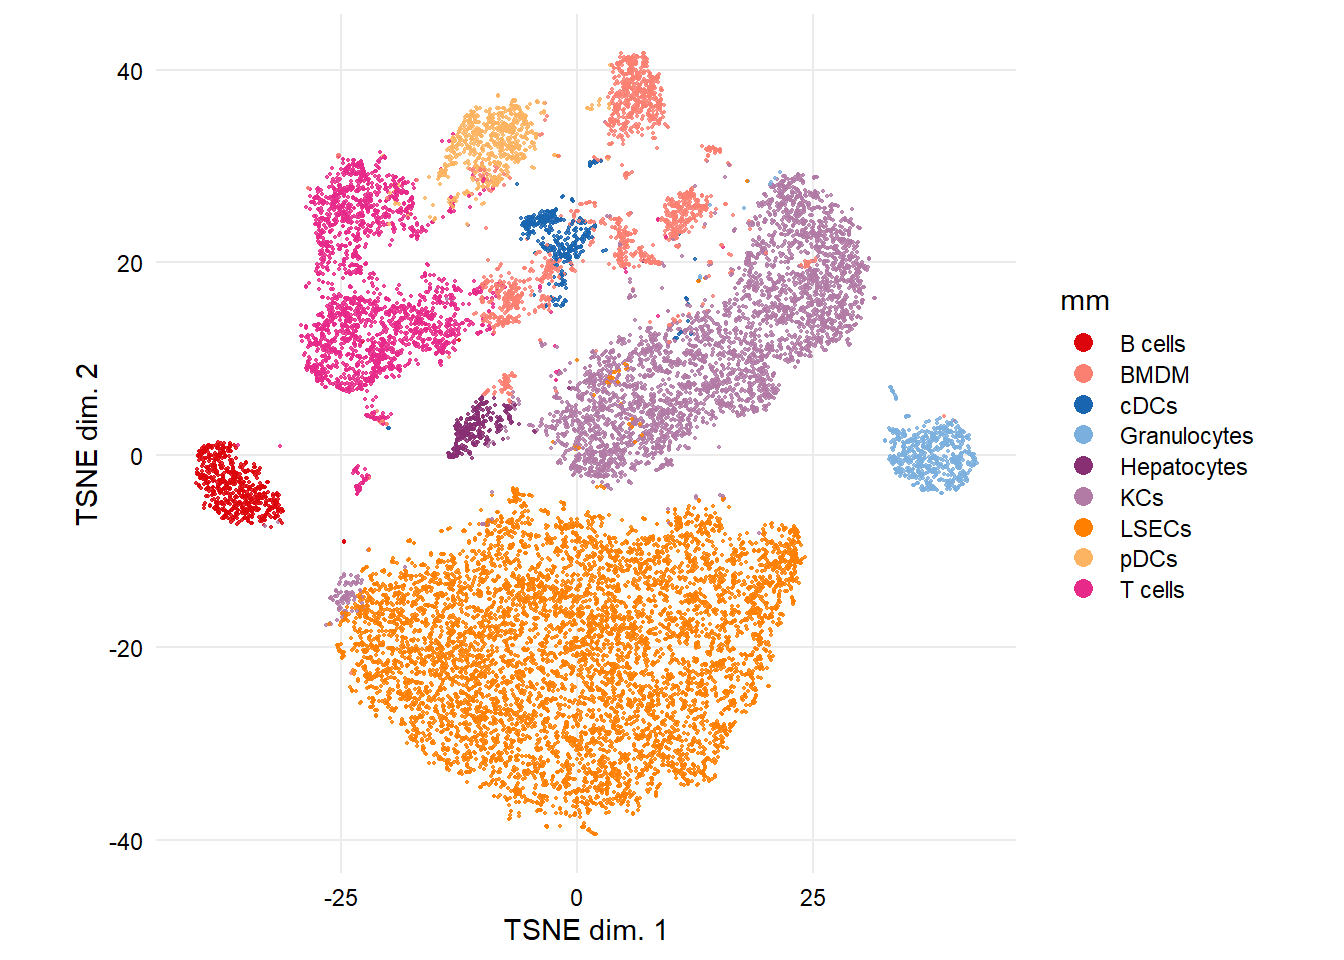 40
20
0
-20
-40
TSNE dim. 2
-25
0
25
TSNE dim. 1
mm
B cells
BMDM
cDCs
Granulocytes
Hepatocytes
KCs
LSECs
pDCs
T cells